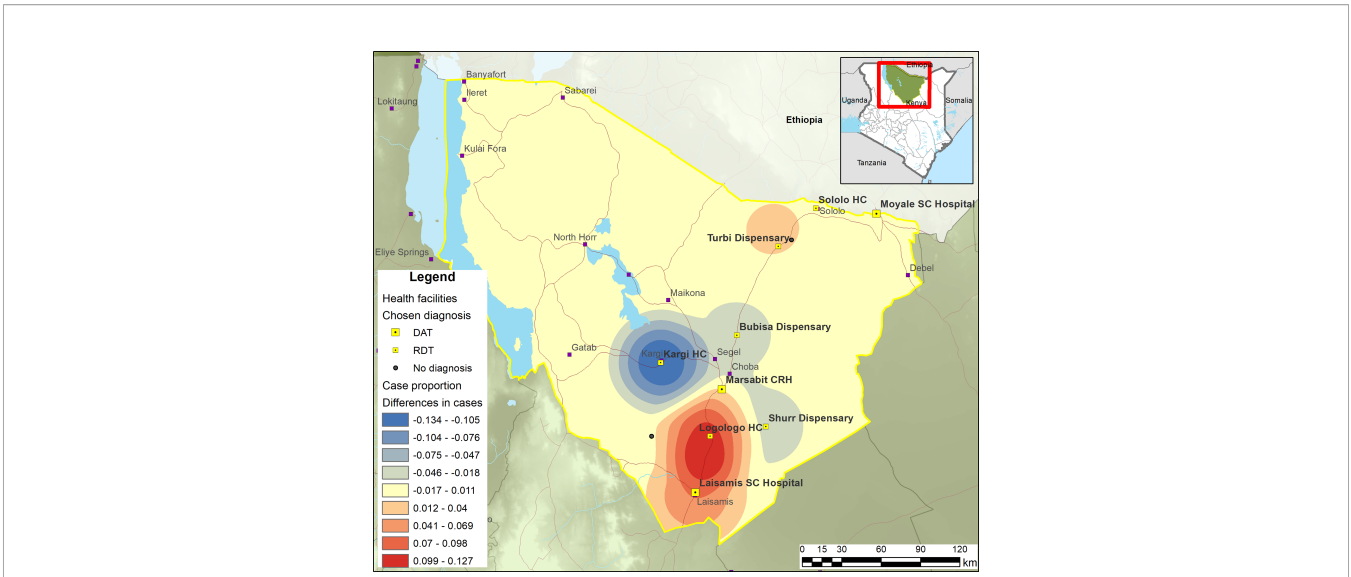 Banyafort
Ileret
Sabarei
Lokitaung
Kulai Fora
Ethiopia
Ethiopia
Uganda
Kenya
Somalia
Tanzania
Sololo HC
Sololo
Moyale SC Hospital
North Horr
Turbi Dispensary
Eliye Springs
Debel
Maikona
Bubisa Dispensary
Gatab
Kargi HC
Segel
Choba
Marsabit CRH
Shurr Dispensary
Logologo HC
Laisamis SC Hospital
Laisamis
Legend
Health facilities
Chosen diagnosis
DAT
RDT
No diagnosis
Case proportion
Differences in cases
-0.134 - -0.105
-0.104 - -0.076
-0.075 - -0.047
-0.046 - -0.018
-0.017 - 0.011
0.012 - 0.04
0.041 - 0.069
0.07 - 0.098
0.099 - 0.127
0 15 30 60 90 120
km